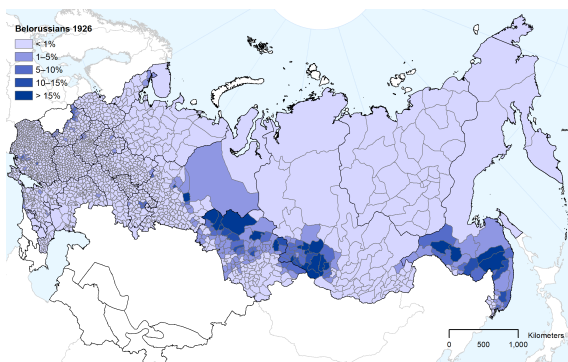 Belorussians 1926
< 1%
1–5%
5–10%
10–15%
> 15%
Kilometers
0 500 1,000